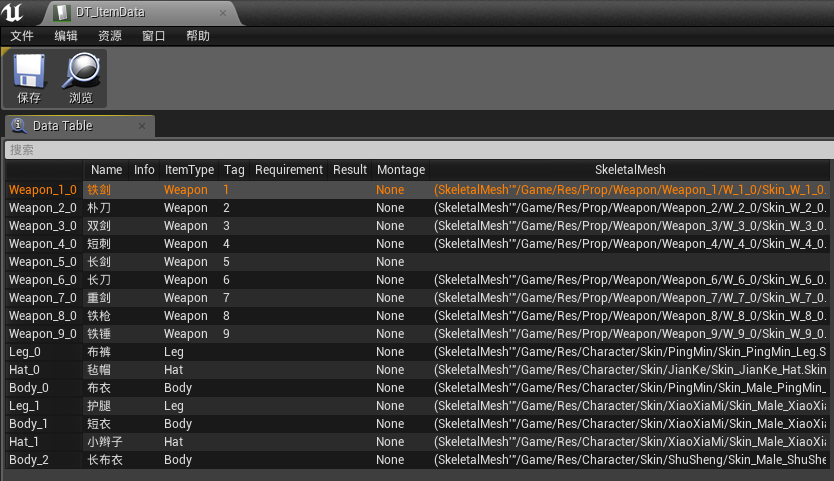 DT_ItemData
文件 编辑 资源 窗口 帮助
保存 浏览
Data Table
搜索
Name Info ItemType Tag Requirement Result Montage SkeletalMesh
Weapon_1_0 铁剑 Weapon 1 None (SkeletalMesh'"/Game/Res/Prop/Weapon/Weapon_1/W_1_0/Skin_W_1_0.
Weapon_2_0 朴刀 Weapon 2 None (SkeletalMesh'"/Game/Res/Prop/Weapon/Weapon_2/W_2_0/Skin_W_2_0.
Weapon_3_0 双剑 Weapon 3 None (SkeletalMesh'"/Game/Res/Prop/Weapon/Weapon_3/W_3_0/Skin_W_3_0.
Weapon_4_0 短刺 Weapon 4 None (SkeletalMesh'"/Game/Res/Prop/Weapon/Weapon_4/W_4_0/Skin_W_4_0.
Weapon_5_0 长剑 Weapon 5 None
Weapon_6_0 长刀 Weapon 6 None (SkeletalMesh'"/Game/Res/Prop/Weapon/Weapon_6/W_6_0/Skin_W_6_0.
Weapon_7_0 重剑 Weapon 7 None (SkeletalMesh'"/Game/Res/Prop/Weapon/Weapon_7/W_7_0/Skin_W_7_0.
Weapon_8_0 铁枪 Weapon 8 None (SkeletalMesh'"/Game/Res/Prop/Weapon/Weapon_8/W_8_0/Skin_W_8_0.
Weapon_9_0 铁锤 Weapon 9 None (SkeletalMesh'"/Game/Res/Prop/Weapon/Weapon_9/W_9_0/Skin_W_9_0.
Leg_0 布裤 Leg None (SkeletalMesh'"/Game/Res/Character/Skin/PingMin/Skin_PingMin_Leg.S
Hat_0 毡帽 Hat None (SkeletalMesh'"/Game/Res/Character/Skin/JianKe/Skin_JianKe_Hat.Skin
Body_0 布衣 Body None (SkeletalMesh'"/Game/Res/Character/Skin/PingMin/Skin_Male_PingMin_
Leg_1 护腿 Leg None (SkeletalMesh'"/Game/Res/Character/Skin/XiaoXiaMi/Skin_Male_XiaoXia
Body_1 短衣 Body None (SkeletalMesh'"/Game/Res/Character/Skin/XiaoXiaMi/Skin_Male_XiaoXia
Hat_1 小辫子 Hat None (SkeletalMesh'"/Game/Res/Character/Skin/XiaoXiaMi/Skin_Male_XiaoXia
Body_2 长布衣 Body None (SkeletalMesh'"/Game/Res/Character/Skin/ShuSheng/Skin_Male_ShuShe